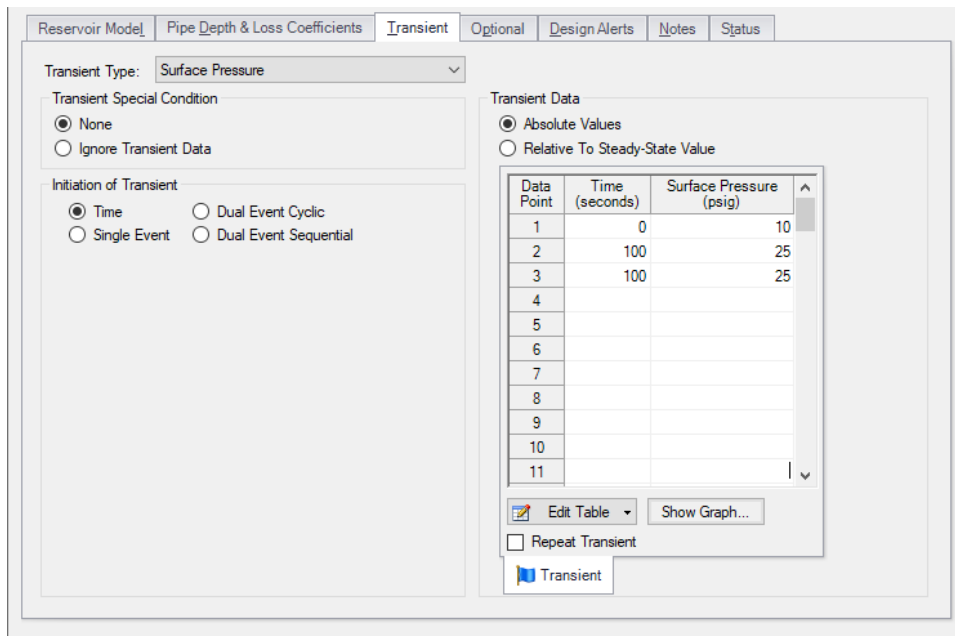 Reservoir Model Pipe Depth & Loss Coefficients Transient Optional Design Alerts Notes Status
Transient Type: Surface Pressure
Transient Special Condition
None
Ignore Transient Data
Initiation of Transient
Time Dual Event Cyclic
Single Event Dual Event Sequential
Transient Data
Absolute Values
Relative To Steady-State Value
Data Time Surface Pressure
Point (seconds) (psig)
1 0 10
2 100 25
3 100 25
4
5
6
7
8
9
10
11
Edit Table Show Graph...
Repeat Transient
Transient